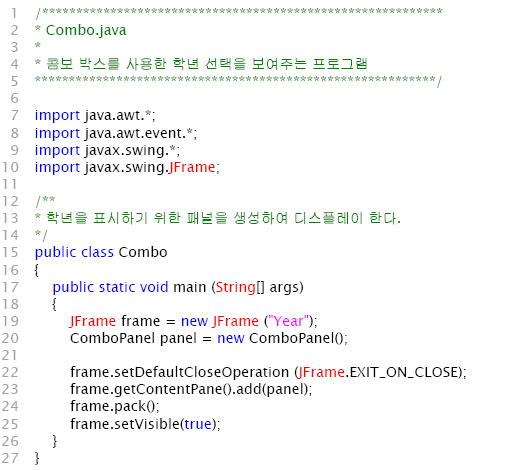 1 /*********************************************************
2 * Combo.java
3 *
4 * 콤보 박스를 사용한 학년 선택을 보여주는 프로그램
5 *********************************************************/
6
7 import java.awt.*;
8 import java.awt.event.*;
9 import javax.swing.*;
10 import javax.swing.JFrame;
11
12 /**
13 * 학년을 표시하기 위한 패널을 생성하여 디스플레이 한다.
14 */
15 public class Combo
16 {
17 public static void main (String[] args)
18 {
19 JFrame frame = new JFrame ("Year");
20 ComboPanel panel = new ComboPanel();
21
22 frame.setDefaultCloseOperation (JFrame.EXIT_ON_CLOSE);
23 frame.getContentPane().add(panel);
24 frame.pack();
25 frame.setVisible(true);
26 }
27 }